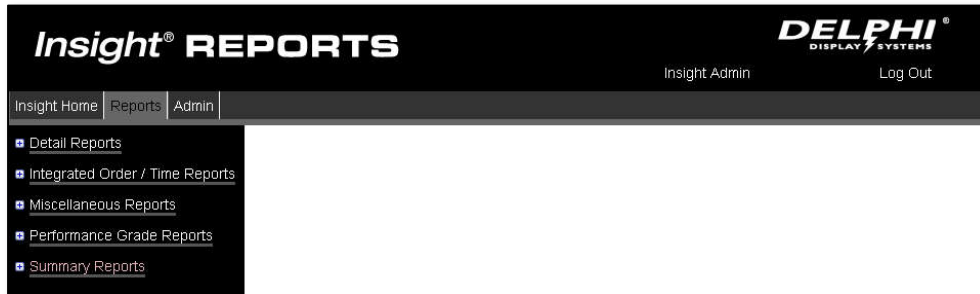 Insight® REPORTS
DELPHI®
DISPLAY SYSTEMS
Insight Admin Log Out
Insight Home Reports Admin
Detail Reports
Integrated Order / Time Reports
Miscellaneous Reports
Performance Grade Reports
Summary Reports